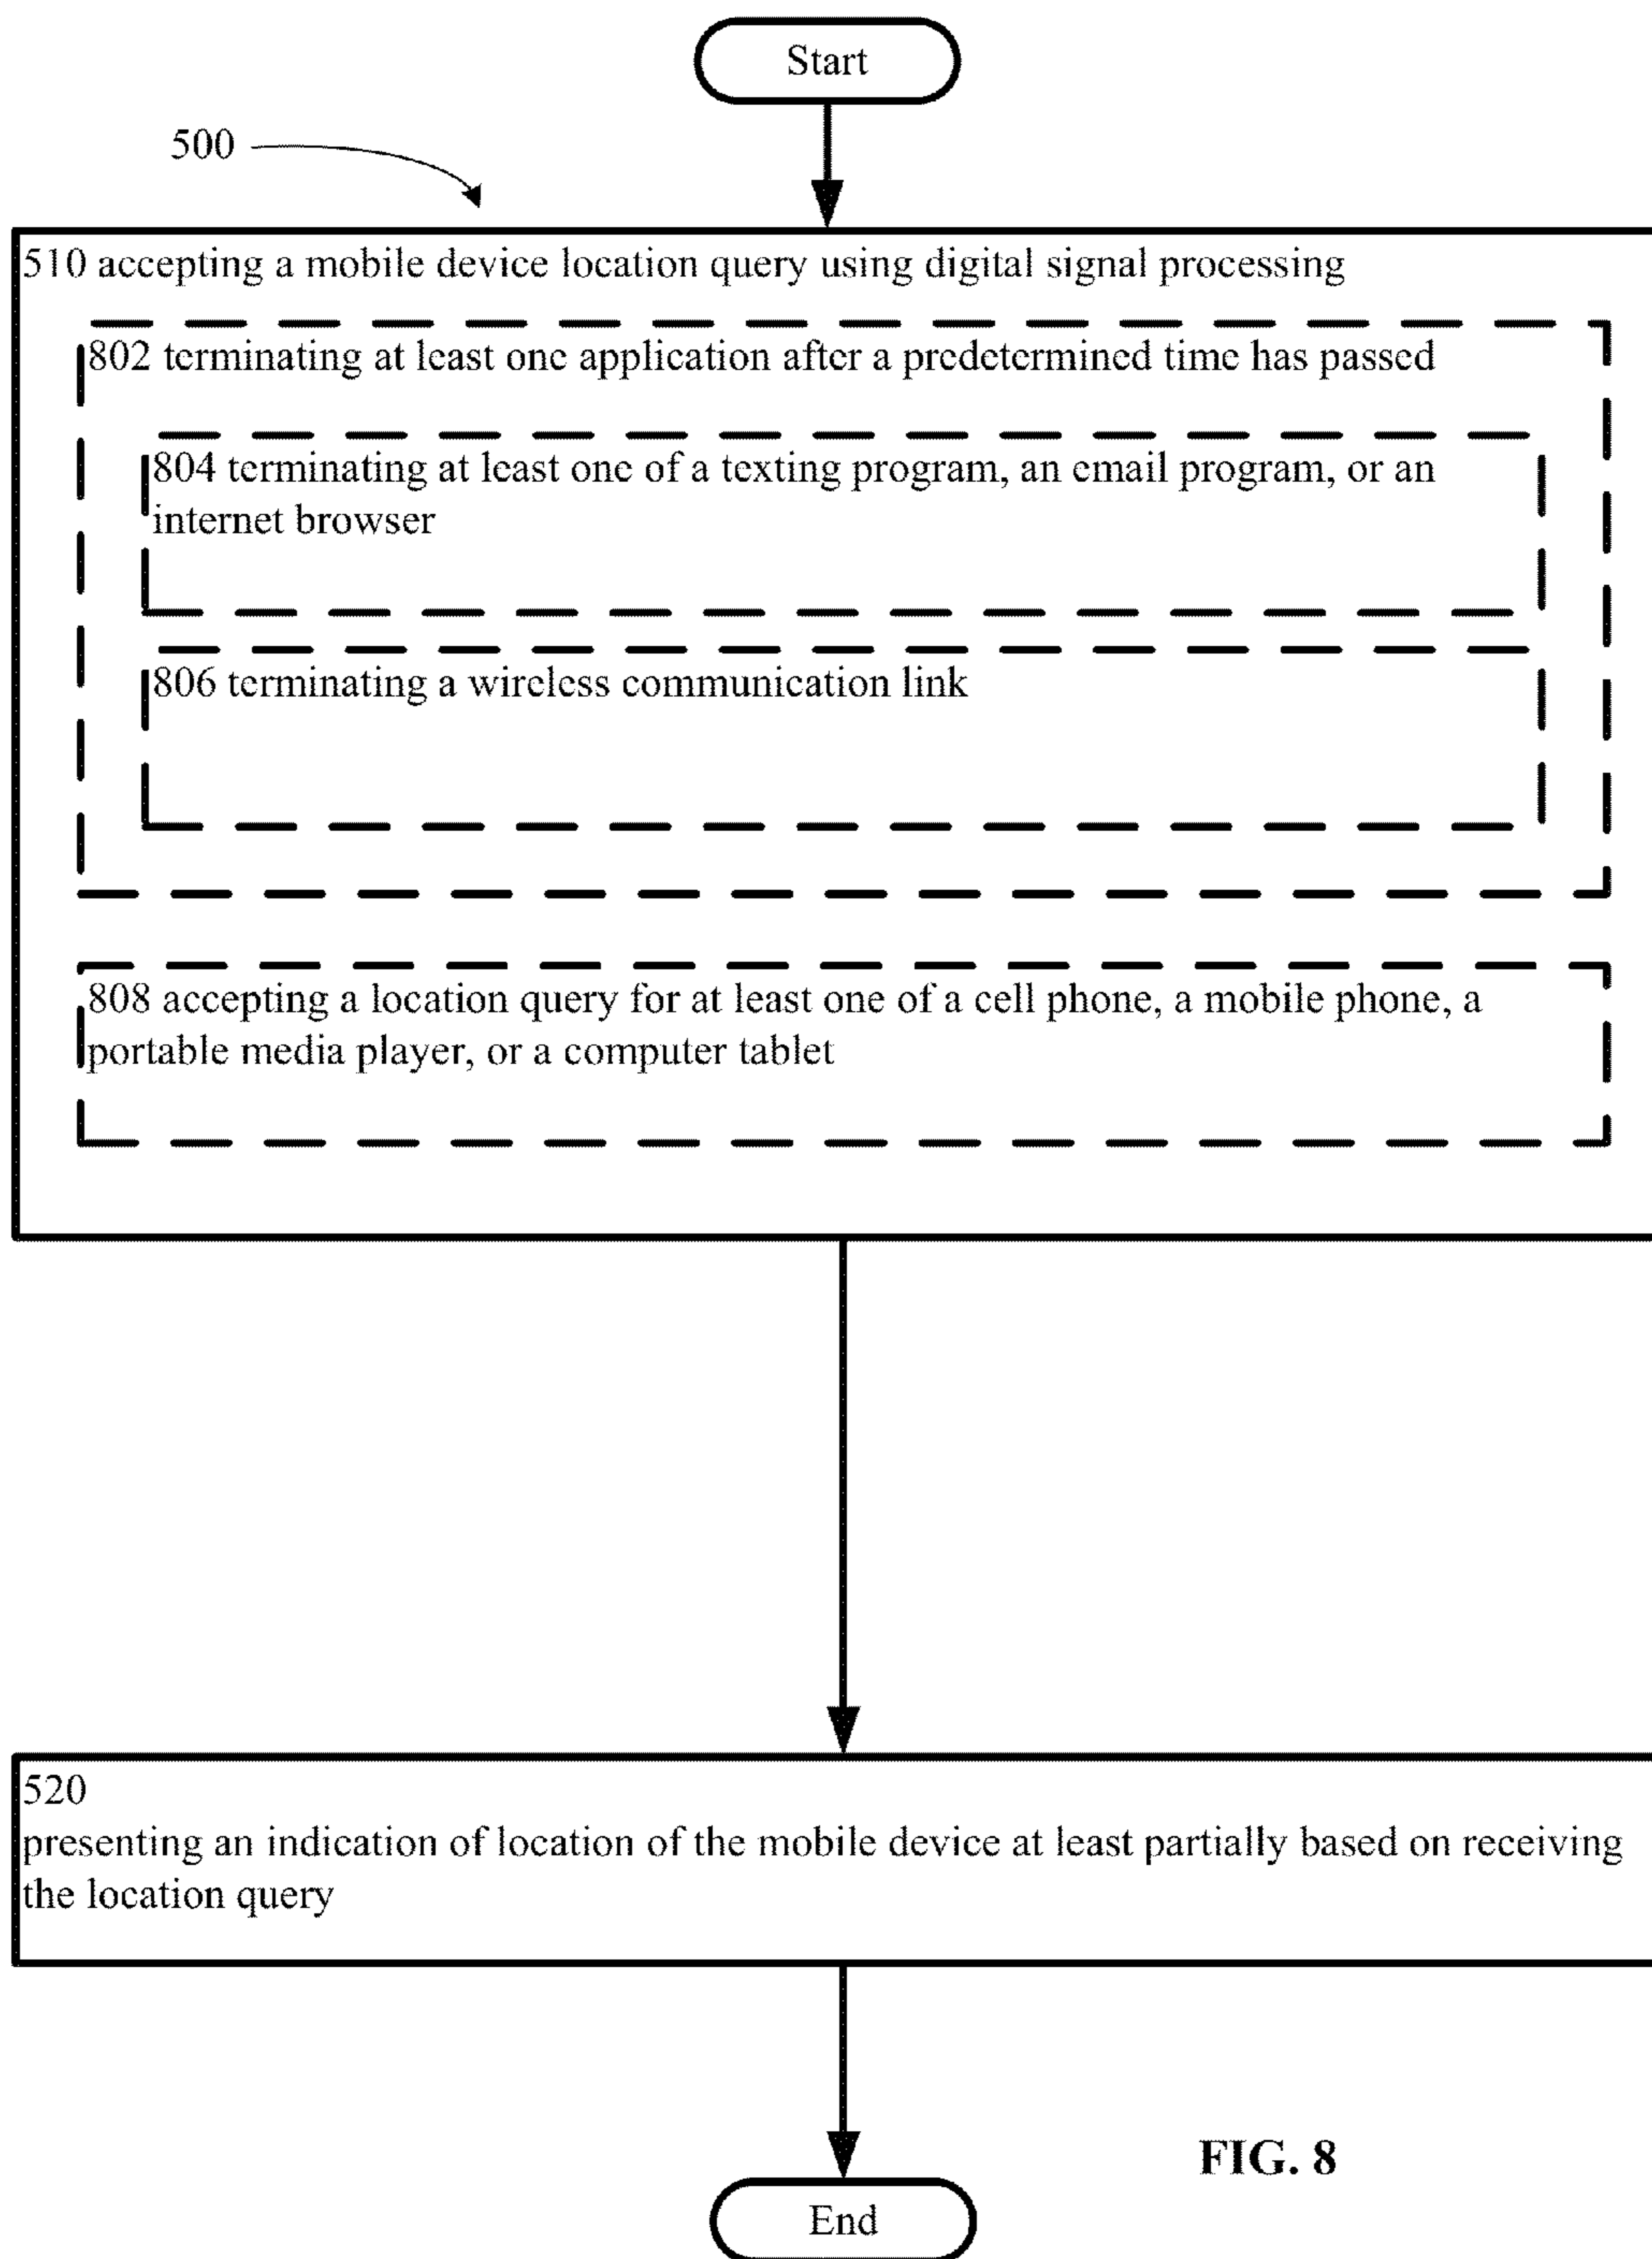 Start
500
510 accepting a mobile device location query using digital signal processing
802 terminating at least one application after a predetermined time has passed
804 terminating at least one of a texting program, an email program, or an
internet browser
806 terminating a wireless communication link
808 accepting a location query for at least one of a cell phone, a mobile phone, a
portable media player, or a computer tablet
520
presenting an indication of location of the mobile device at least partially based on receiving
the location query
FIG. 8
End